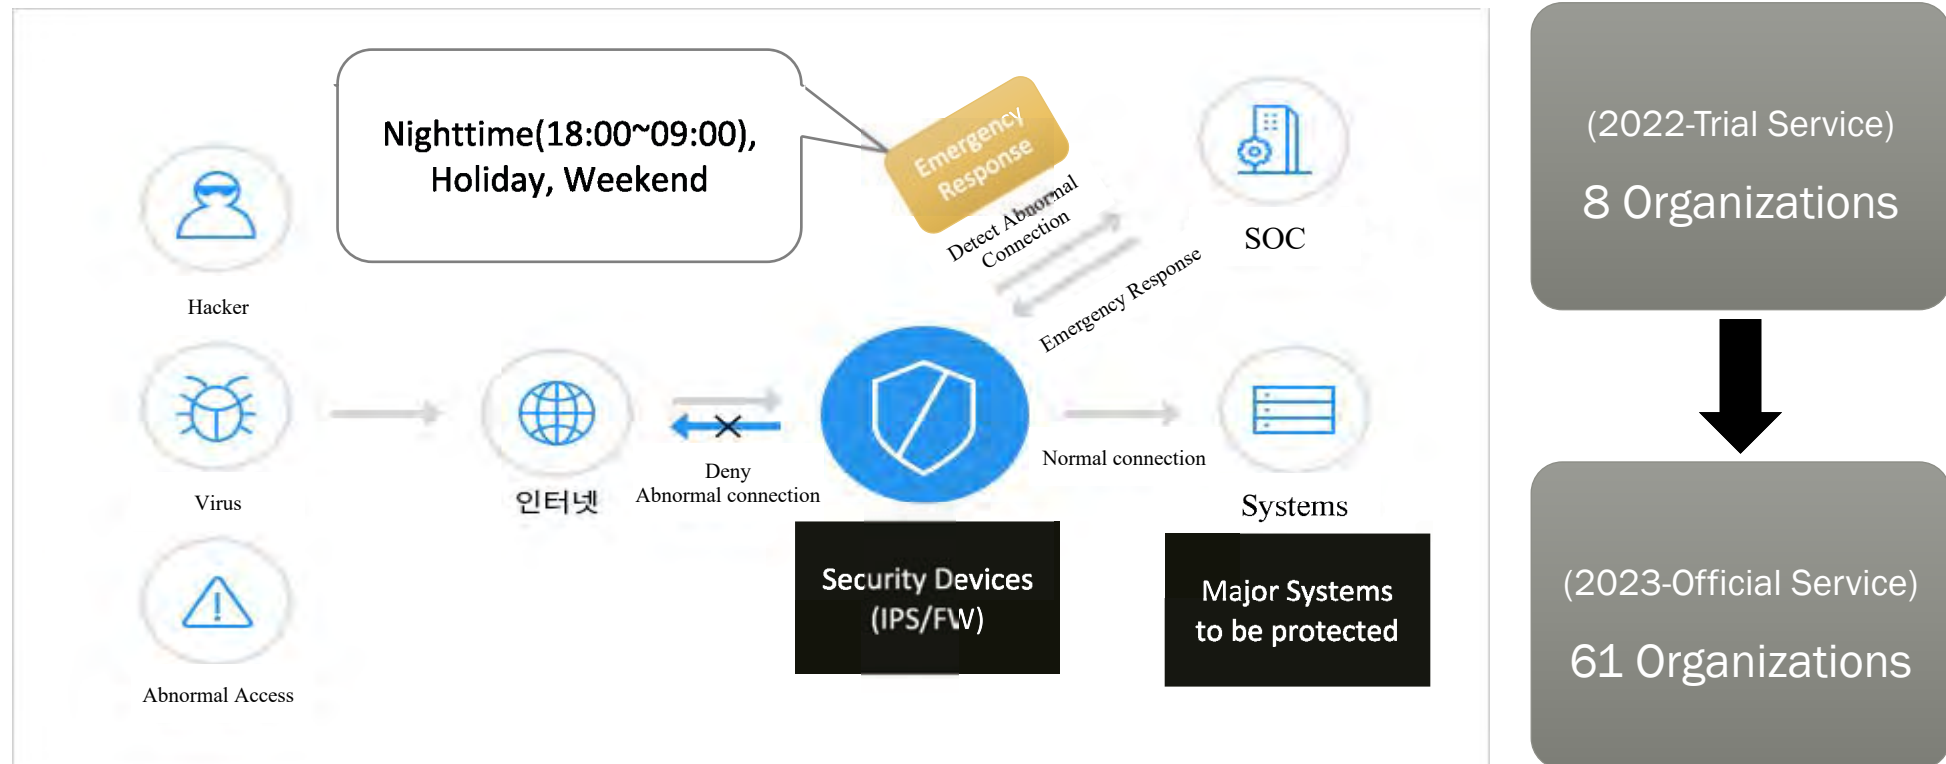 Nighttime(18:00~09:00),
Holiday, Weekend
Emergency
Response
Detect Abnormal
Connection
Emergency Response
SOC
Hacker
Virus
Abnormal Access
인터넷
Deny
Abnormal connection
Normal connection
Systems
Security Devices
(IPS/FW)
Major Systems
to be protected
(2022-Trial Service)
8 Organizations
(2023-Official Service)
61 Organizations